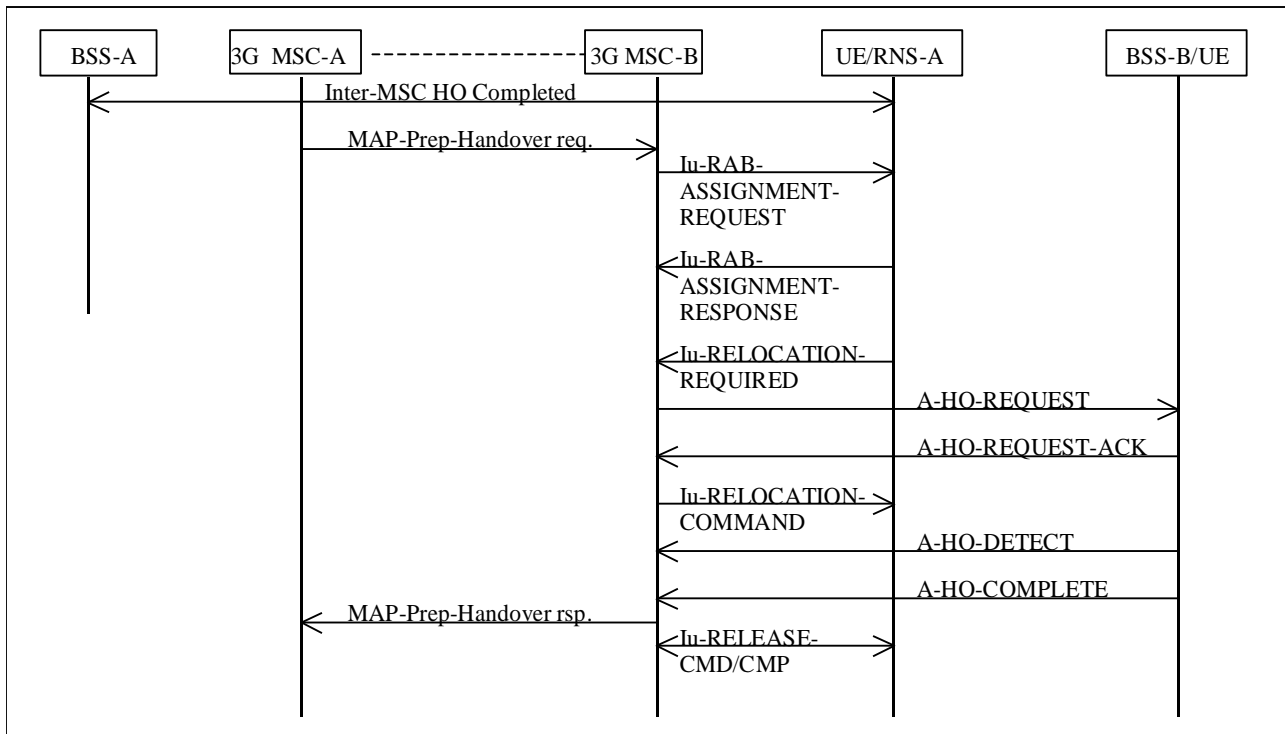 BSS-A
3G MSC-A
3G MSC-B
UE/RNS-A
BSS-B/UE
Inter-MSC HO Completed
MAP-Prep-Handover req.
Iu-RAB-
ASSIGNMENT-
REQUEST
Iu-RAB-
ASSIGNMENT-
RESPONSE
Iu-RELOCATION-
REQUIRED
A-HO-REQUEST
A-HO-REQUEST-ACK
Iu-RELOCATION-
COMMAND
A-HO-DETECT
A-HO-COMPLETE
MAP-Prep-Handover rsp.
Iu-RELEASE-
CMD/CMP